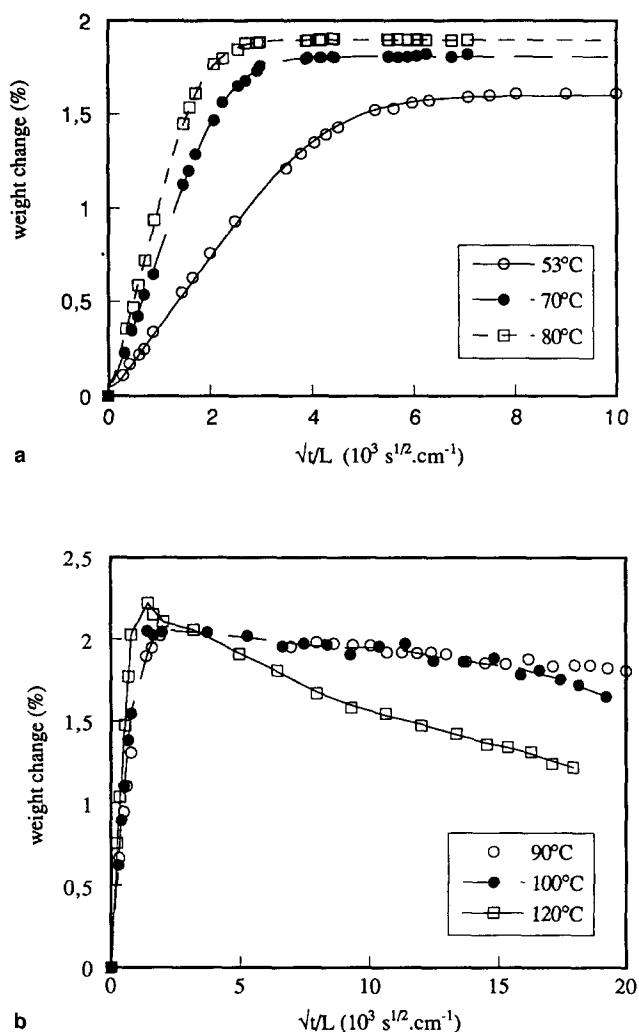 2
1,5
1
0,5
0
weight change (%)
53°C
70°C
80°C
0 2 4 6 8 10
√t/L (10³ s^{1/2}.cm⁻¹)
a
2,5
2
1,5
1
0,5
0
weight change (%)
90°C
100°C
120°C
0 5 10 15 20
√t/L (10³ s^{1/2}.cm⁻¹)
b